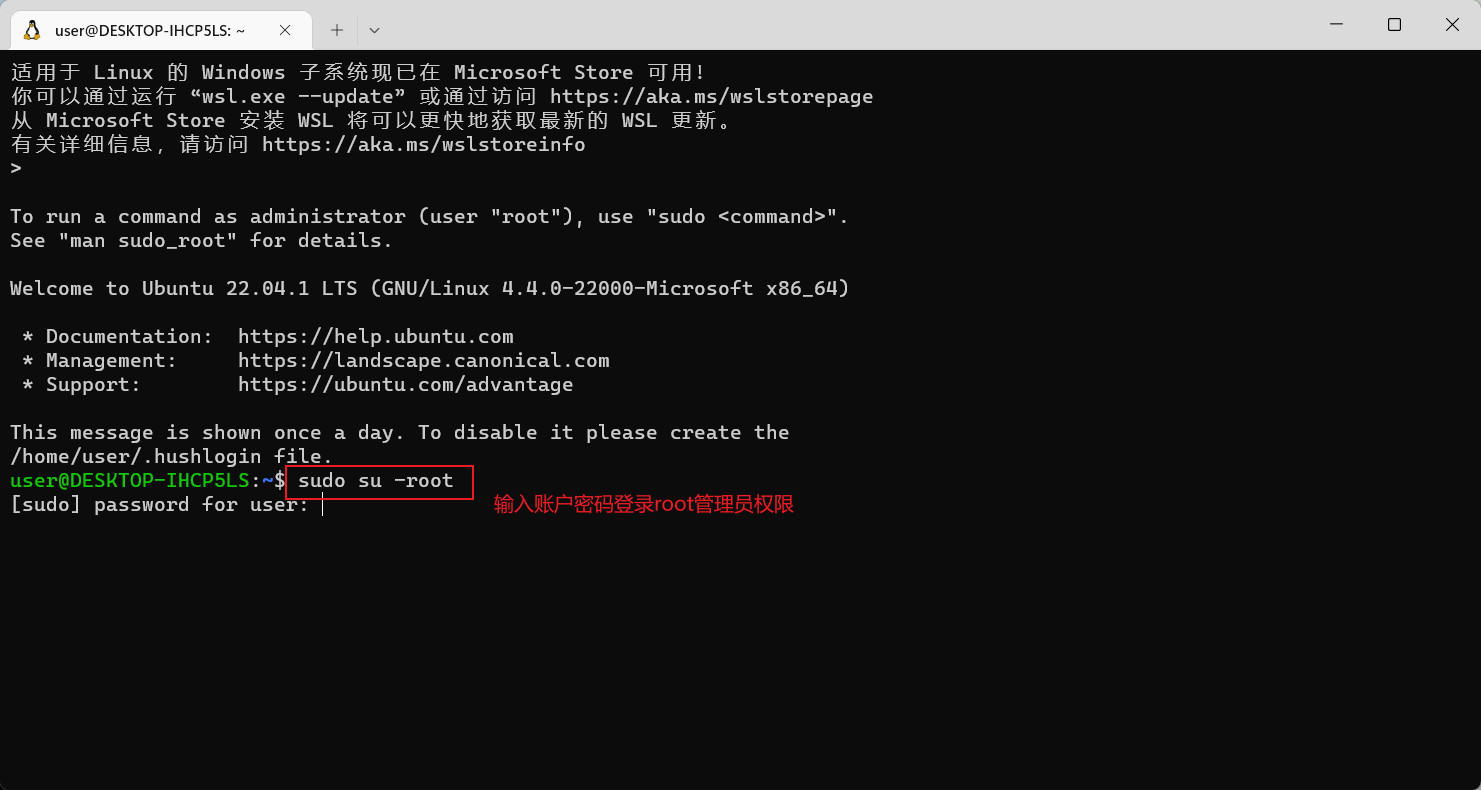 user@DESKTOP-IHCP5LS: ~
适用于 Linux 的 Windows 子系统现已在 Microsoft Store 可用!
你可以通过运行 “wsl.exe --update” 或通过访问 https://aka.ms/wslstorepage
从 Microsoft Store 安装 WSL 将可以更快地获取最新的 WSL 更新。
有关详细信息，请访问 https://aka.ms/wslstoreinfo
>
To run a command as administrator (user "root"), use "sudo <command>".
See "man sudo_root" for details.
Welcome to Ubuntu 22.04.1 LTS (GNU/Linux 4.4.0-22000-Microsoft x86_64)
* Documentation:  https://help.ubuntu.com
* Management:     https://landscape.canonical.com
* Support:        https://ubuntu.com/advantage
This message is shown once a day. To disable it please create the
/home/user/.hushlogin file.
user@DESKTOP-IHCP5LS:~$ sudo su -root
[sudo] password for user:
输入账户密码登录root管理员权限